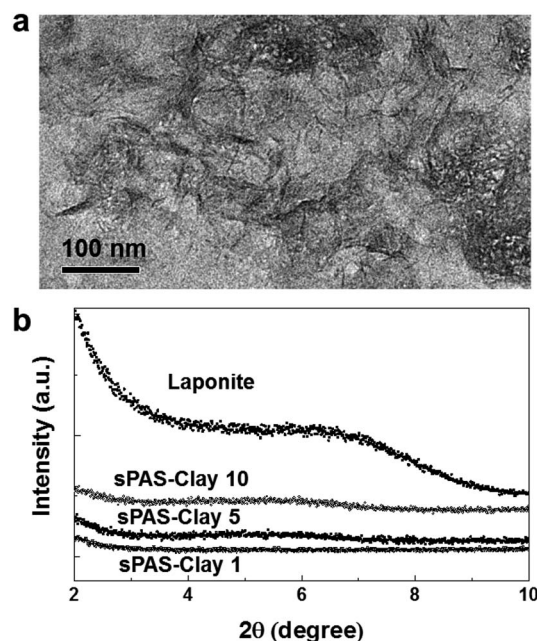 a
100 nm
b
Laponite
sPAS-Clay 10
sPAS-Clay 5
sPAS-Clay 1
Intensity (a.u.)
2 4 6 8 10
2θ (degree)